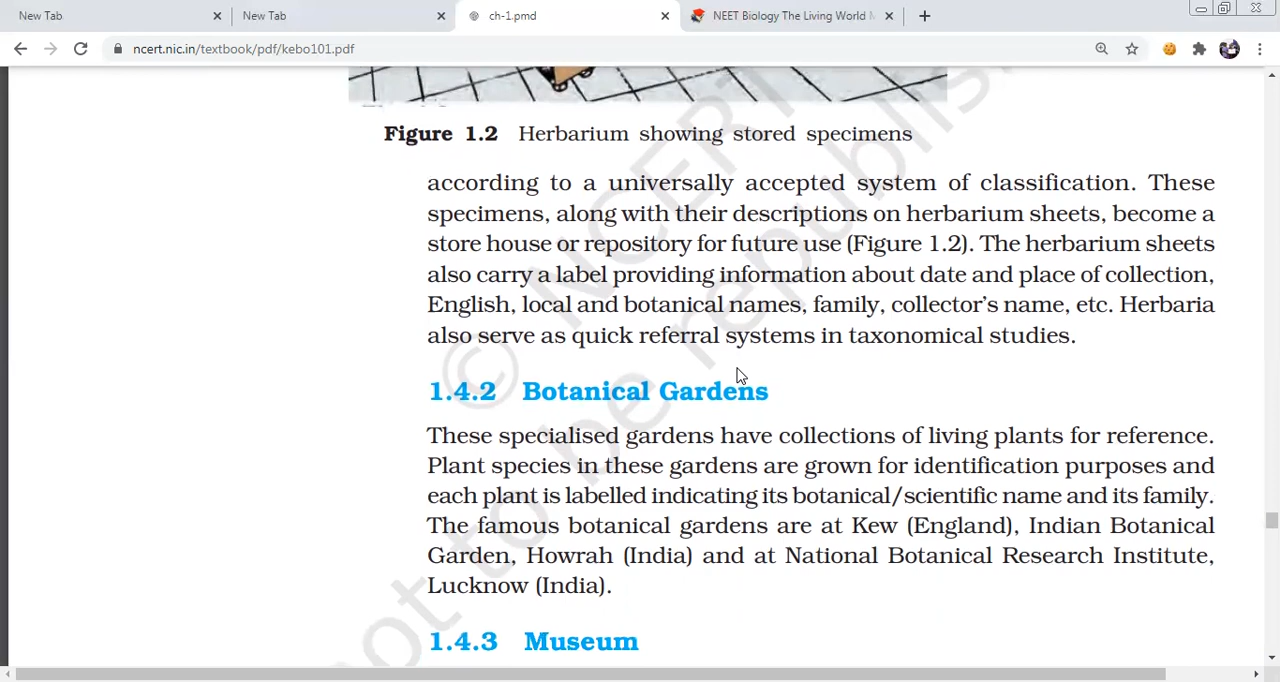 New Tab
New Tab
ch-1.pmd
NEET Biology The Living World
ncert.nic.in/textbook/pdf/kebo101.pdf
Figure 1.2 Herbarium showing stored specimens
according to a universally accepted system of classification. These
specimens, along with their descriptions on herbarium sheets, become a
store house or repository for future use (Figure 1.2). The herbarium sheets
also carry a label providing information about date and place of collection,
English, local and botanical names, family, collector's name, etc. Herbaria
also serve as quick referral systems in taxonomical studies.
1.4.2 Botanical Gardens
These specialised gardens have collections of living plants for reference.
Plant species in these gardens are grown for identification purposes and
each plant is labelled indicating its botanical/scientific name and its family.
The famous botanical gardens are at Kew (England), Indian Botanical
Garden, Howrah (India) and at National Botanical Research Institute,
Lucknow (India).
1.4.3 Museum
© NCERT
not to be republis